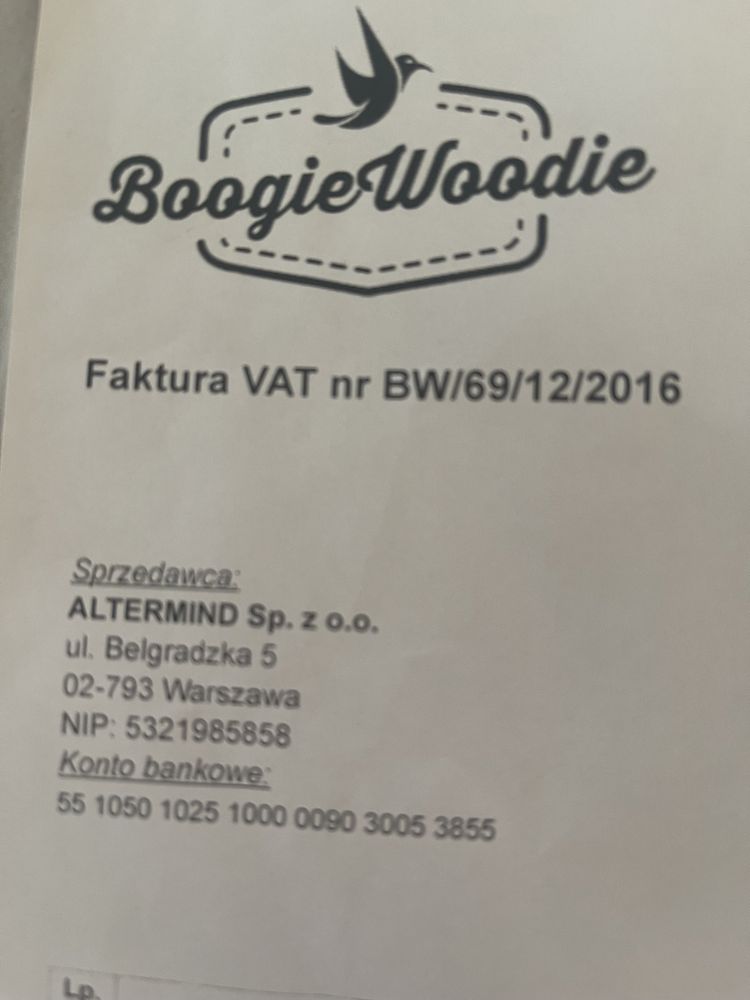 BoogieWoodie
Faktura VAT nr BW/69/12/2016
Sprzedawca:
ALTERMIND Sp. z o.o.
ul. Belgradzka 5
02-793 Warszawa
NIP: 5321985858
Konto bankowe:
55 1050 1025 1000 0090 3005 3855
Lp.